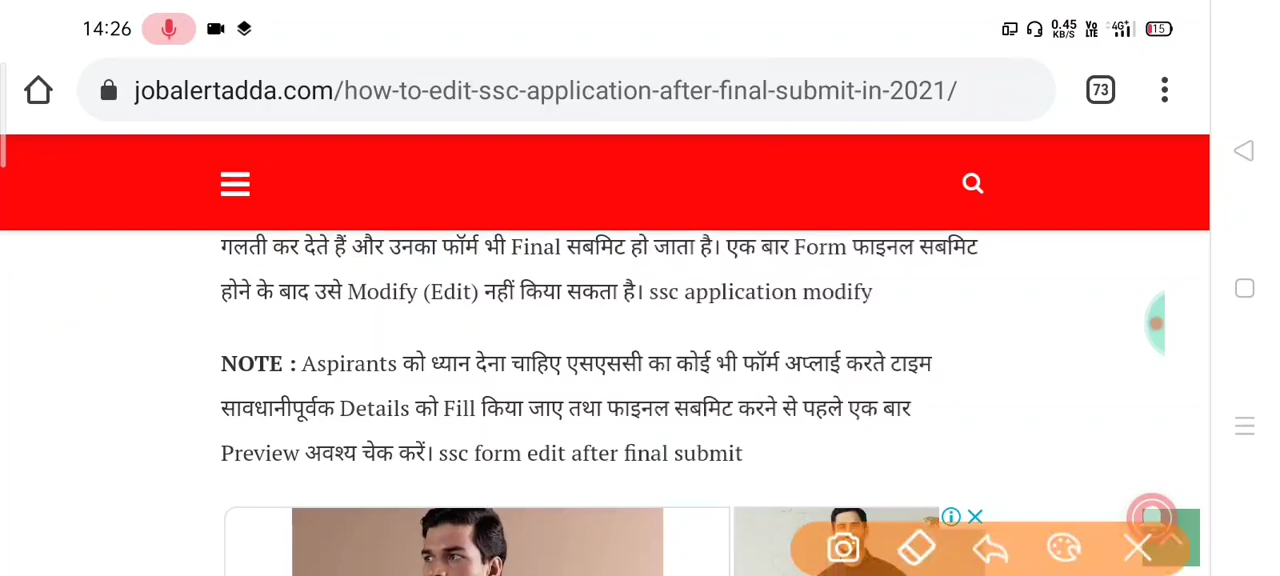 14:26
0.45 KB/S Vo LTE 4G+ 15
jobalertadda.com/how-to-edit-ssc-application-after-final-submit-in-2021/
73
गलती कर देते हैं और उनका फॉर्म भी Final सबमिट हो जाता है। एक बार Form फाइनल सबमिट
होने के बाद उसे Modify (Edit) नहीं किया सकता है। ssc application modify
NOTE : Aspirants को ध्यान देना चाहिए एसएससी का कोई भी फॉर्म अप्लाई करते टाइम
सावधानीपूर्वक Details को Fill किया जाए तथा फाइनल सबमिट करने से पहले एक बार
Preview अवश्य चेक करें। ssc form edit after final submit